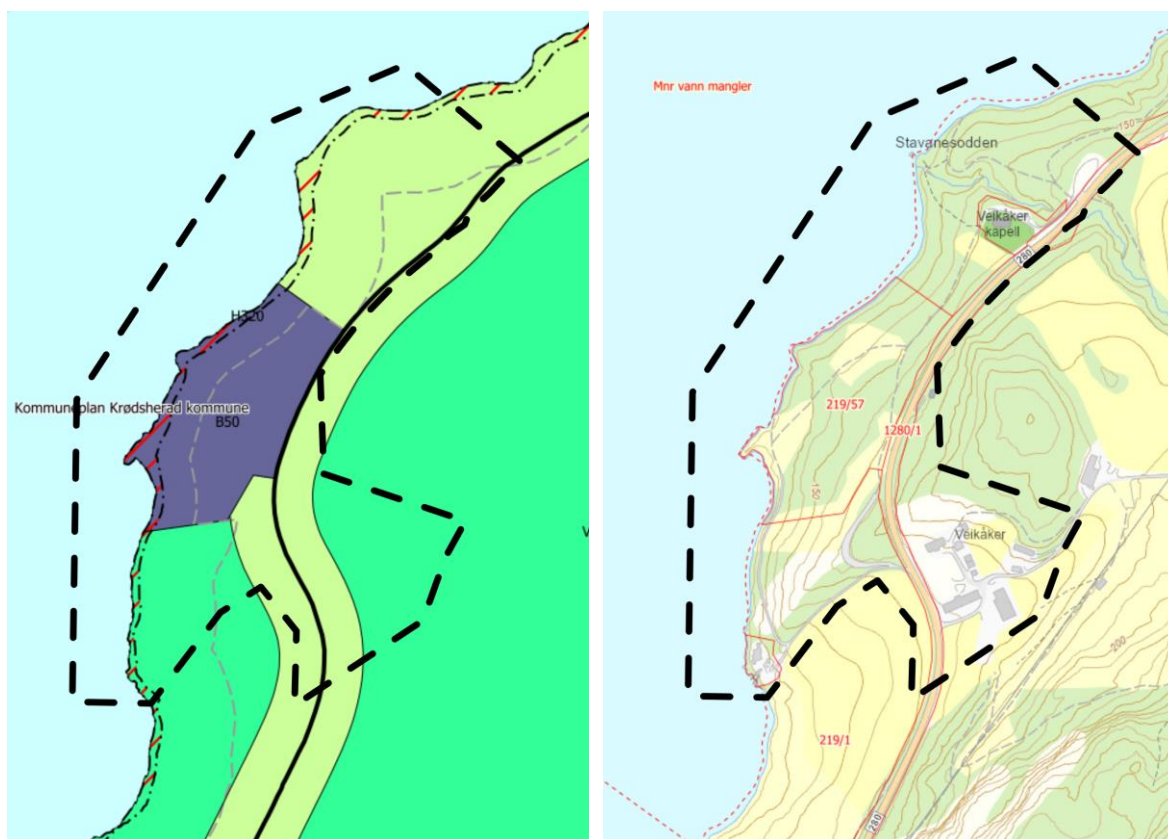 H320
Kommuneplan Krødsherad kommune
B50
Mnr vann mangler
150
Stavanesodden
Veikåker
kapell
280
219/57
1280/1
150
Veikåker
200
219/1
280